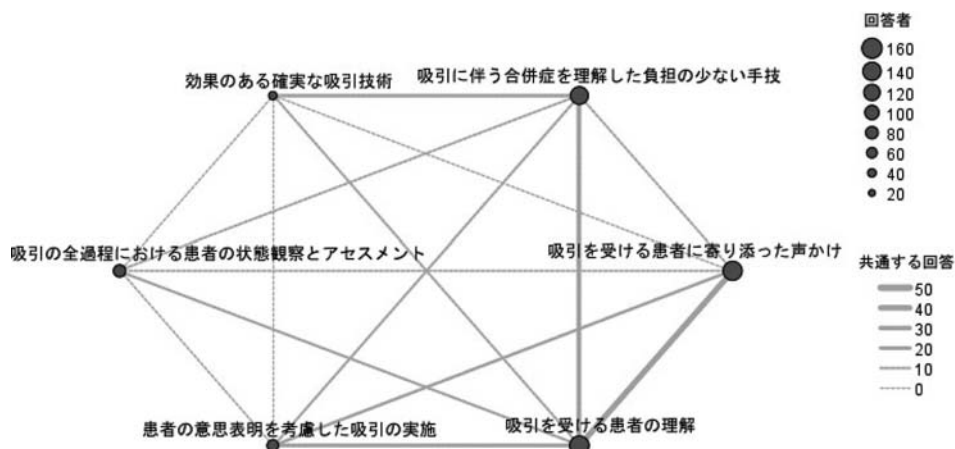 回答者
160
140
120
100
80
60
40
20
効果のある確実な吸引技術
吸引に伴う合併症を理解した負担の少ない手技
吸引の全過程における患者の状態観察とアセスメント
吸引を受ける患者に寄り添った声かけ
共通する回答
50
40
30
20
10
0
患者の意思表明を考慮した吸引の実施
吸引を受ける患者の理解